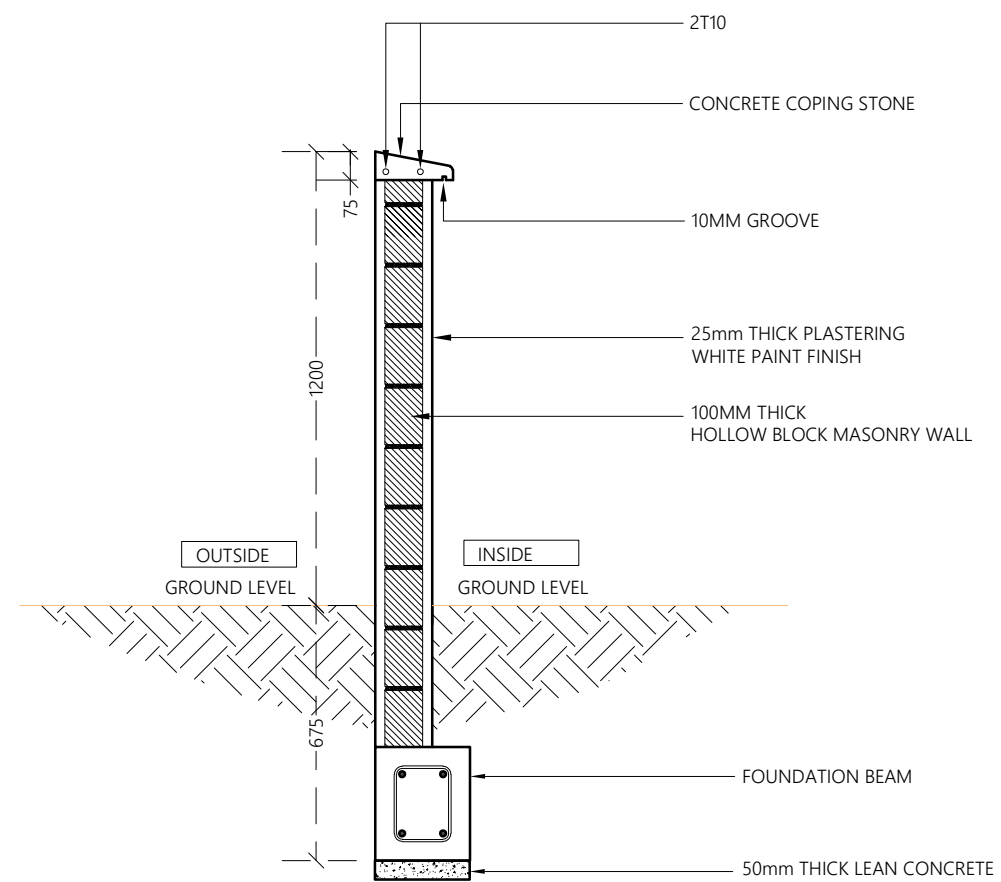 2T10
CONCRETE COPING STONE
75
10MM GROOVE
25mm THICK PLASTERING
WHITE PAINT FINISH
1200
100MM THICK
HOLLOW BLOCK MASONRY WALL
OUTSIDE
INSIDE
GROUND LEVEL
GROUND LEVEL
675
FOUNDATION BEAM
50mm THICK LEAN CONCRETE